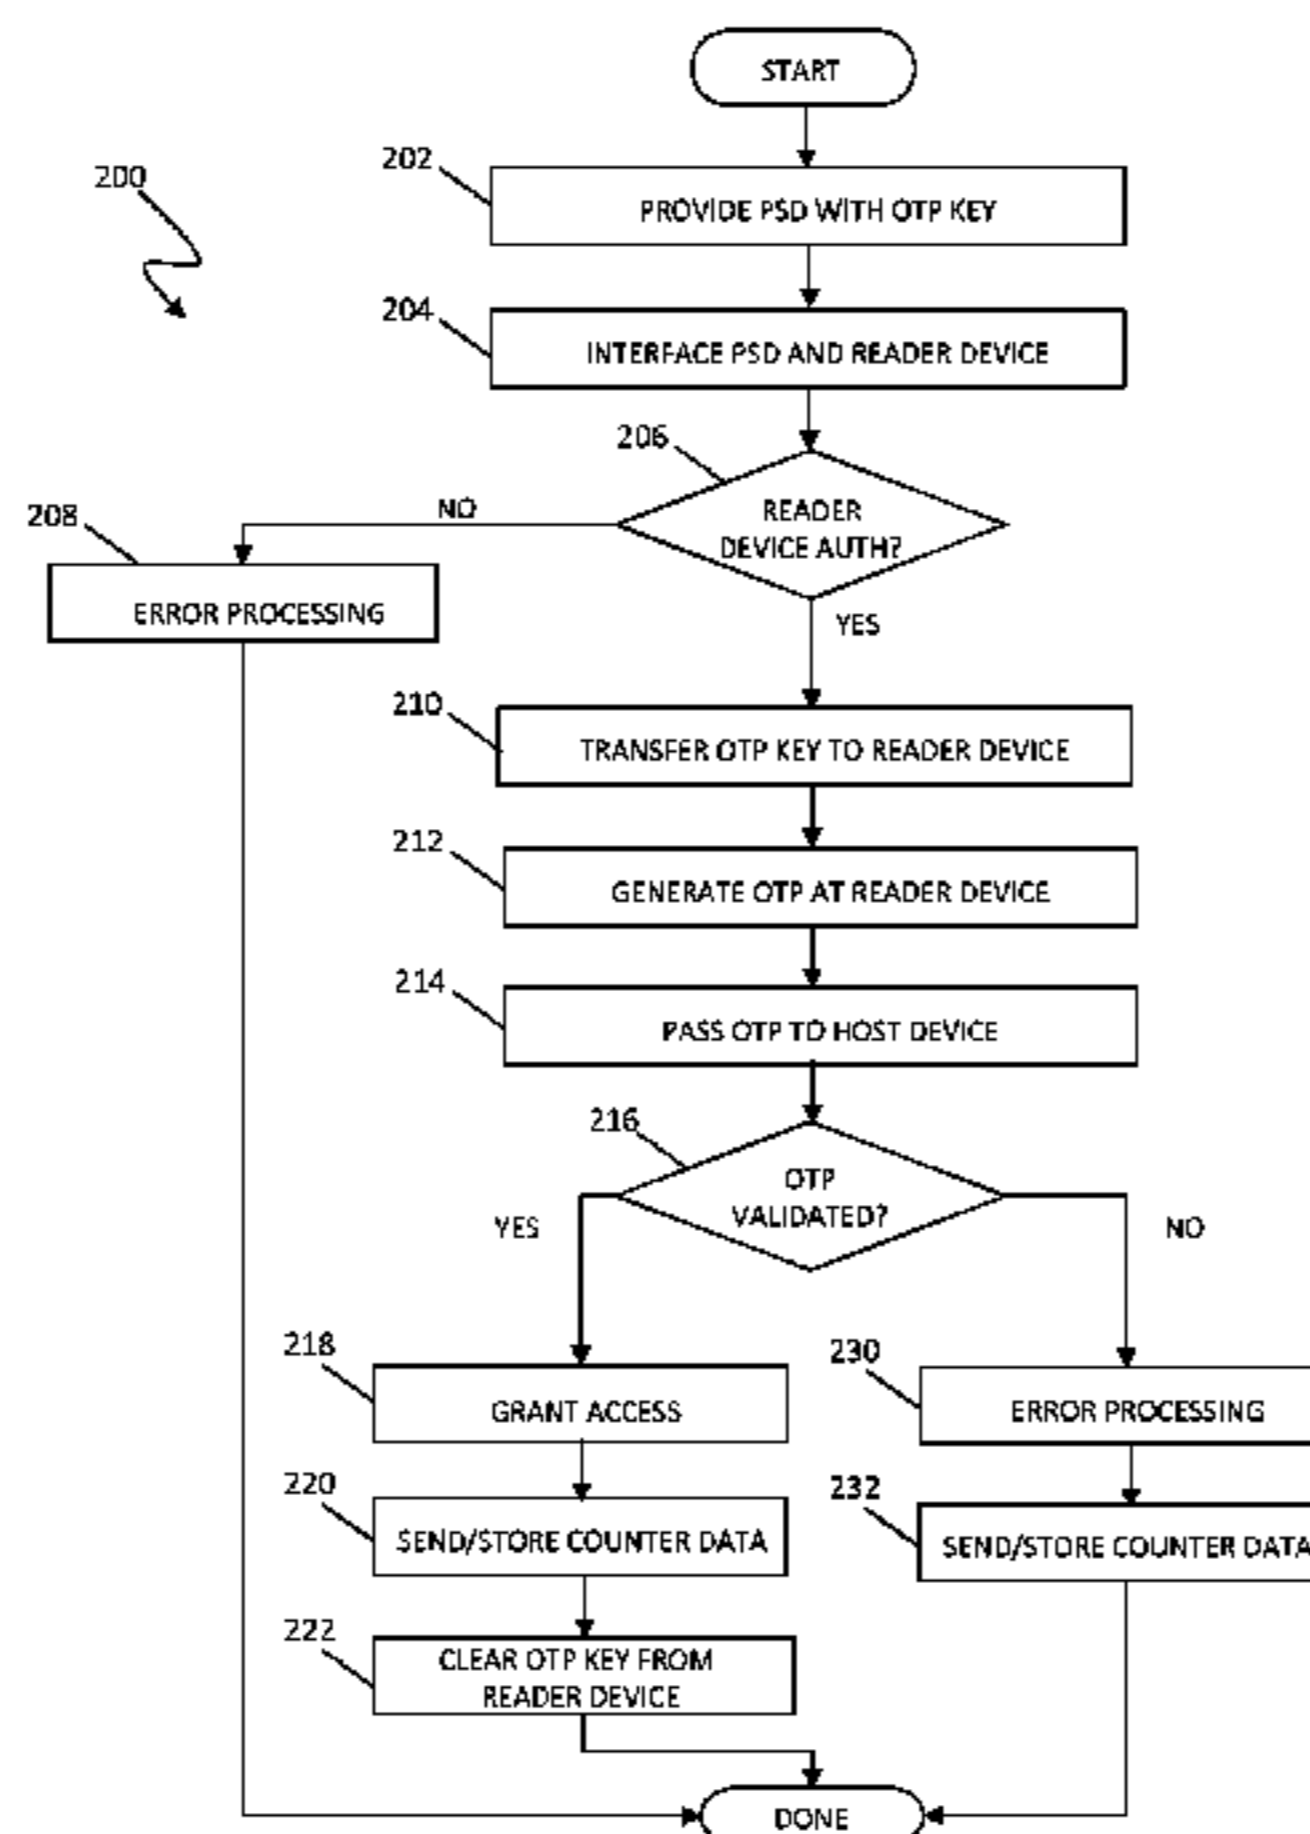 START
202
200
PROVIDE PSD WITH OTP KEY
204
INTERFACE PSD AND READER DEVICE
206
READER
DEVICE AUTH?
NO
208
ERROR PROCESSING
YES
210
TRANSFER OTP KEY TO READER DEVICE
212
GENERATE OTP AT READER DEVICE
214
PASS OTP TO HOST DEVICE
216
OTP
VALIDATED?
YES
NO
218
GRANT ACCESS
230
ERROR PROCESSING
220
SEND/STORE COUNTER DATA
232
SEND/STORE COUNTER DATA
222
CLEAR OTP KEY FROM
READER DEVICE
DONE